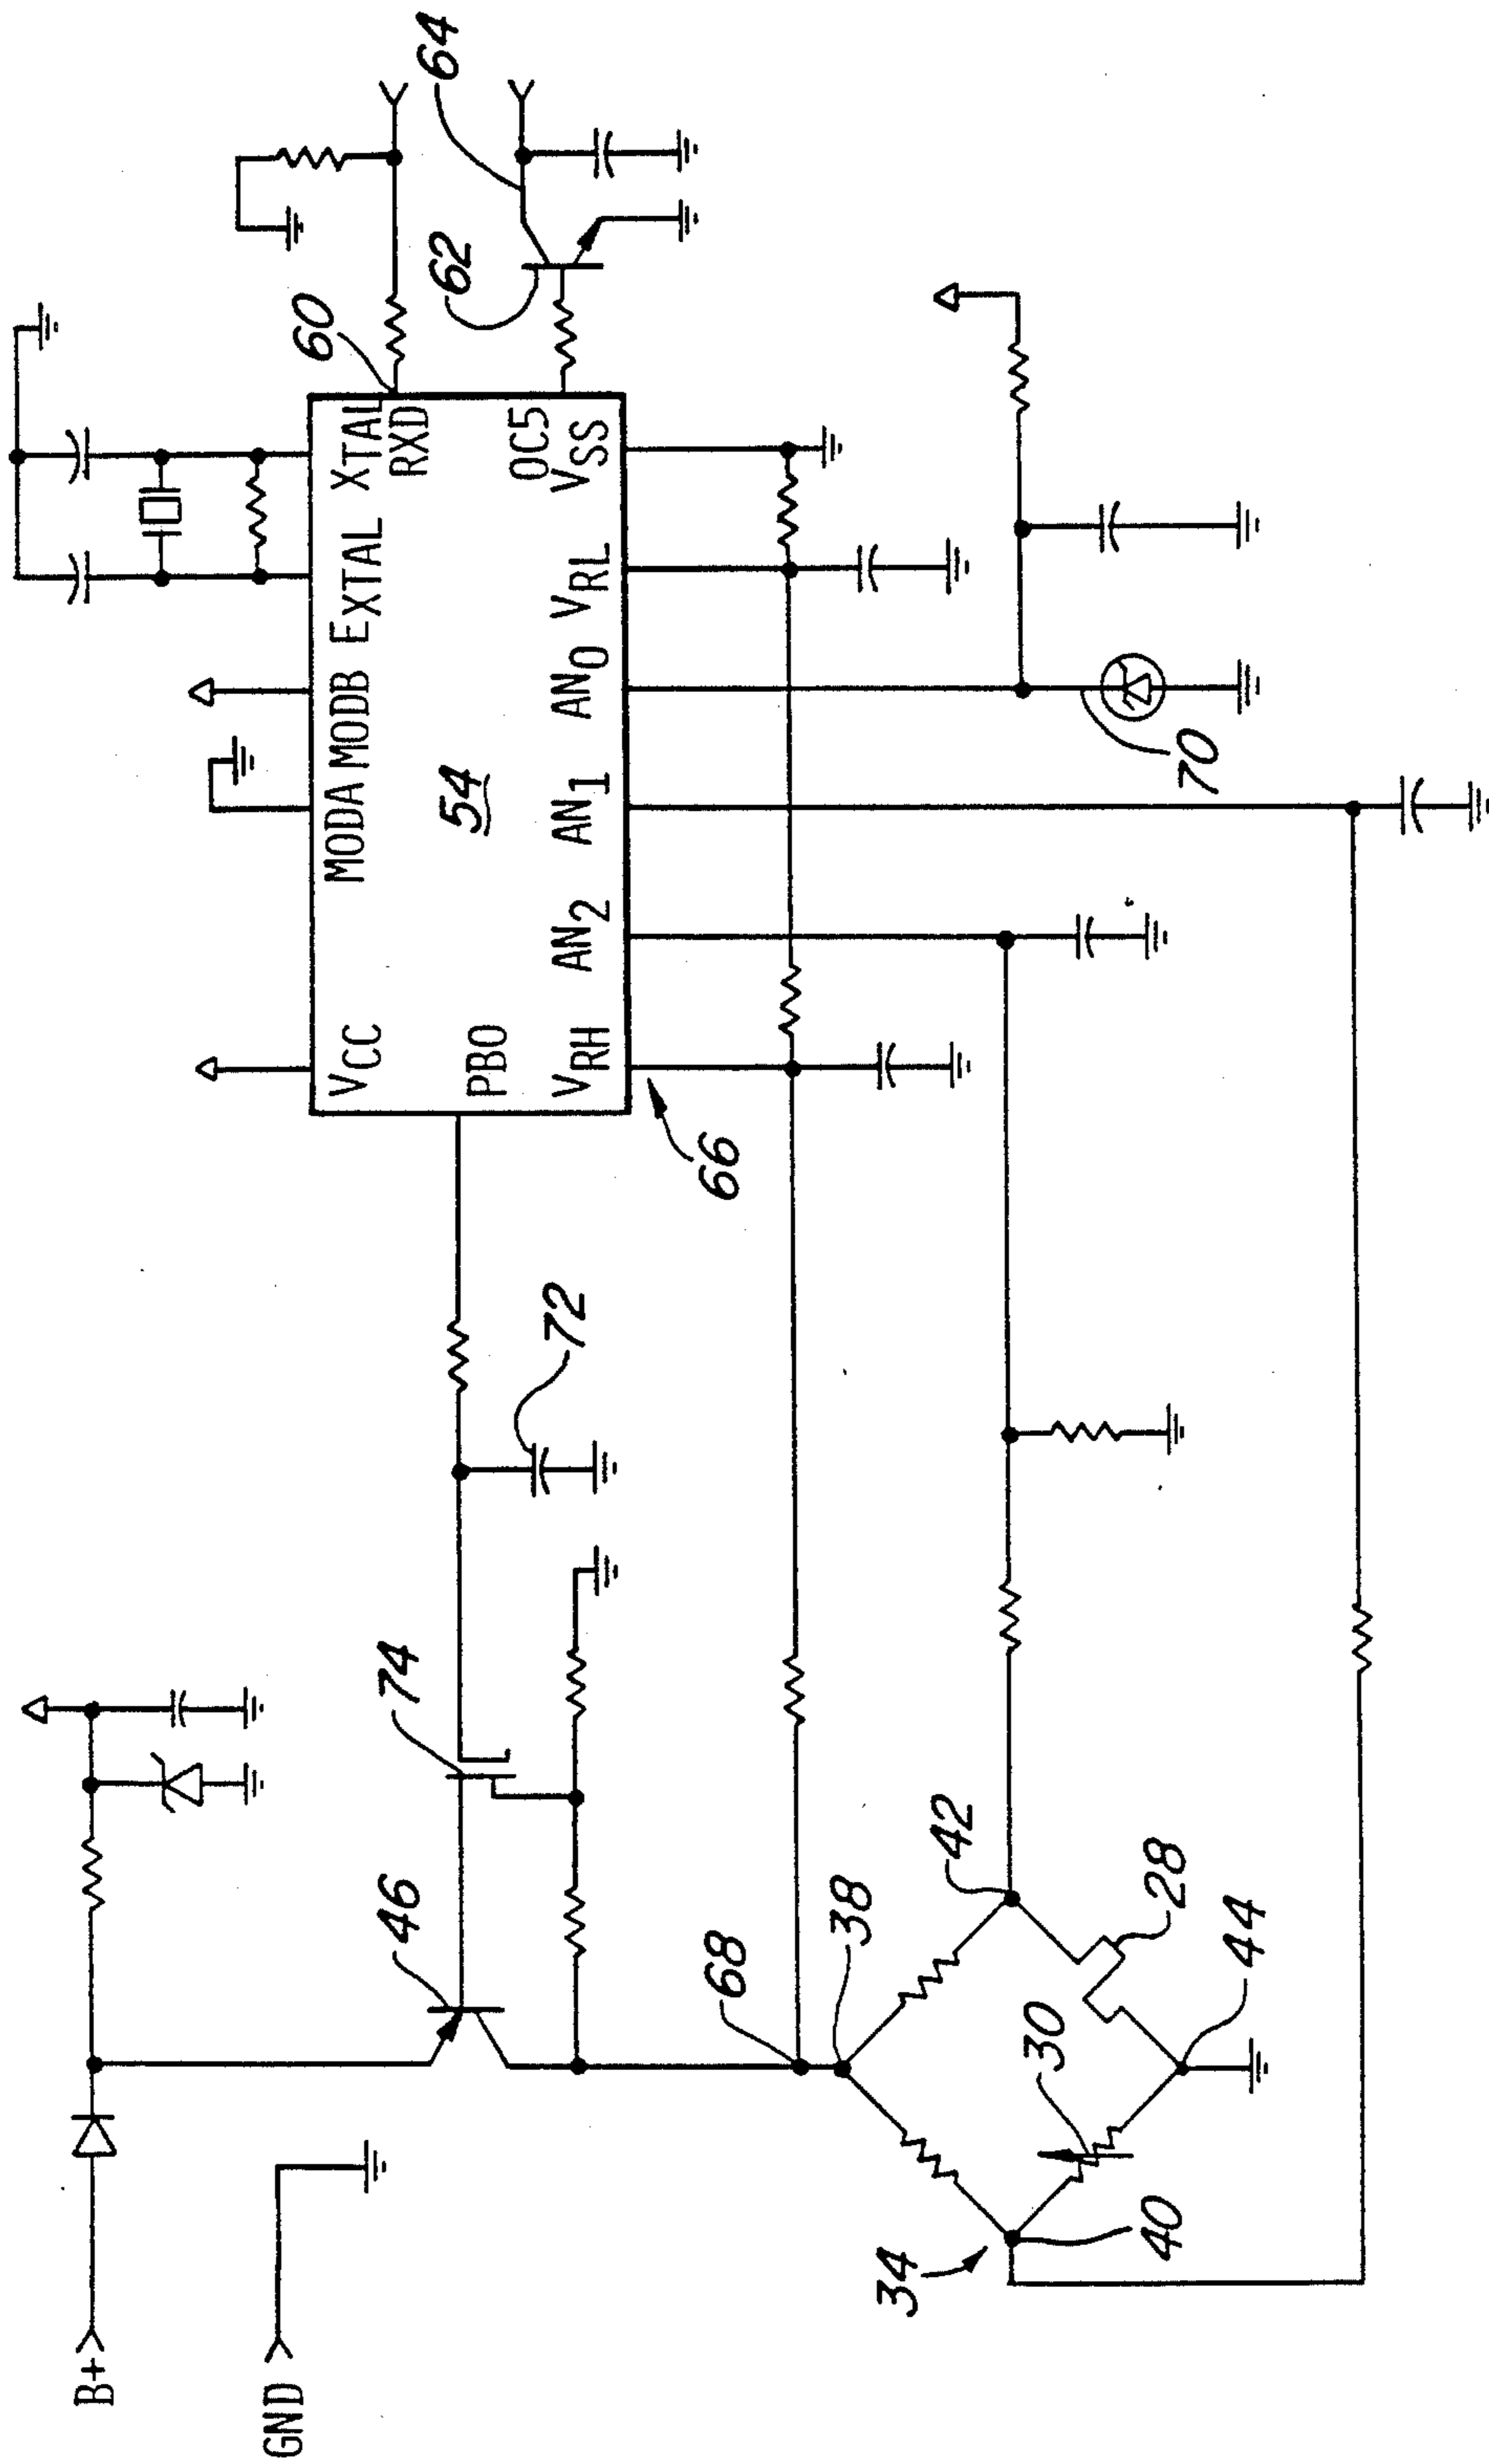 B+
GND
46
74
72
VCC
MODA
MODB
EXTAL
XTAL
PB0
54
RXD
OC5
VRH
AN2
AN1
AN0
VRL
VSS
60
62
64
66
68
38
42
28
44
30
40
34
70